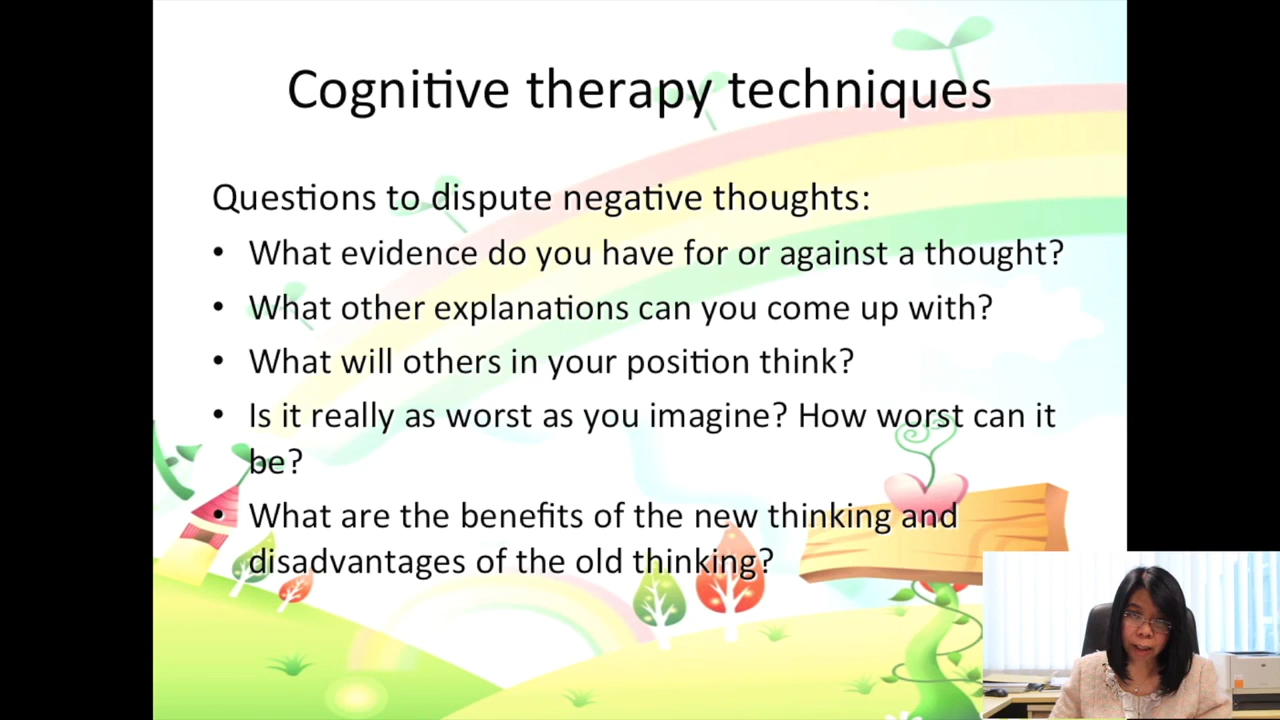 Cognitive therapy techniques
Questions to dispute negative thoughts:
• What evidence do you have for or against a thought?
• What other explanations can you come up with?
• What will others in your position think?
• Is it really as worst as you imagine? How worst can it
be?
• What are the benefits of the new thinking and
disadvantages of the old thinking?